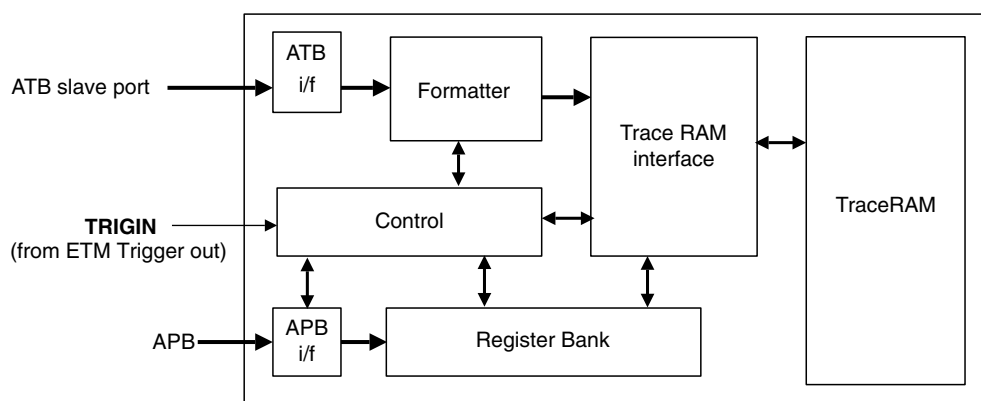 ATB slave port
ATB
i/f
Formatter
Trace RAM
interface
TraceRAM
TRIGIN
(from ETM Trigger out)
Control
APB
APB
i/f
Register Bank